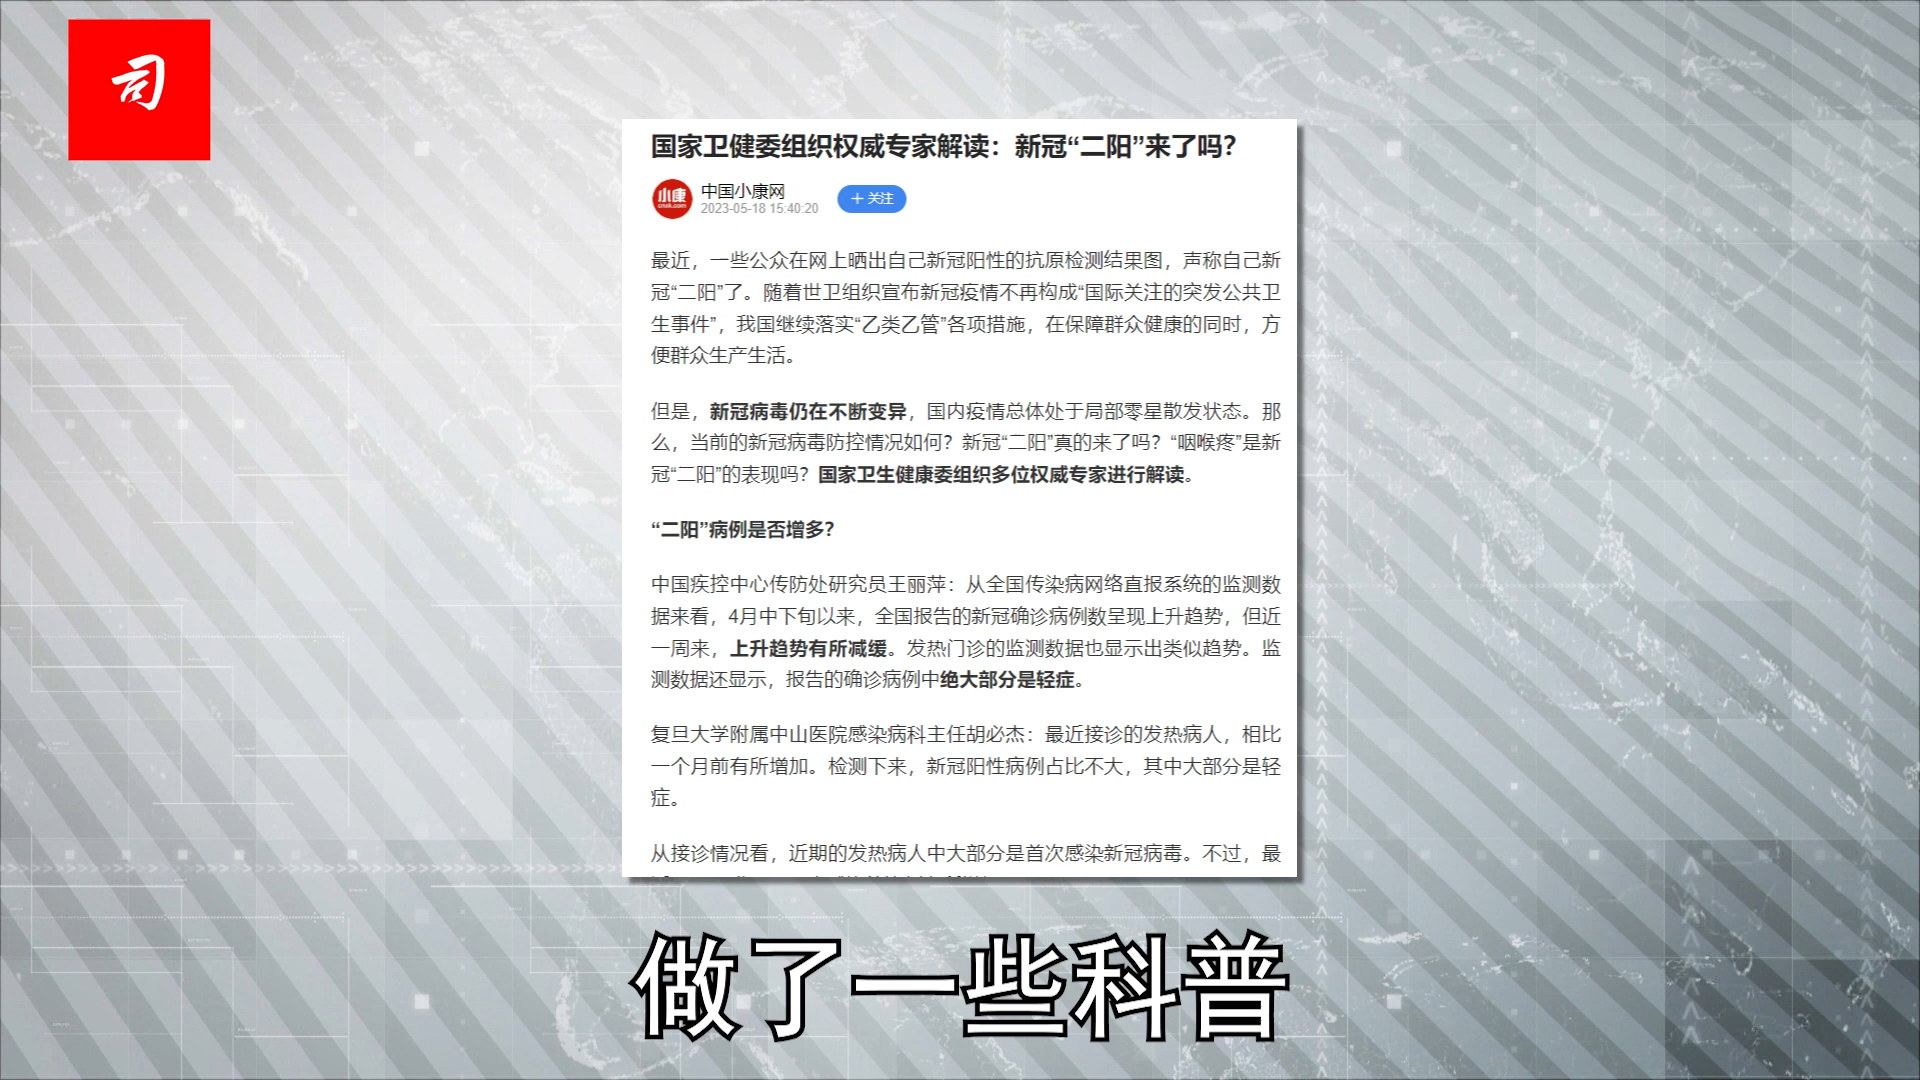 司
国家卫健委组织权威专家解读：新冠“二阳”来了吗？
小康
cnxk.com
中国小康网
2023-05-18 15:40:20
＋关注
最近，一些公众在网上晒出自己新冠阳性的抗原检测结果图，声称自己新
冠“二阳”了。随着世卫组织宣布新冠疫情不再构成“国际关注的突发公共卫
生事件”，我国继续落实“乙类乙管”各项措施，在保障群众健康的同时，方
便群众生产生活。
但是，新冠病毒仍在不断变异，国内疫情总体处于局部零星散发状态。那
么，当前的新冠病毒防控情况如何？新冠“二阳”真的来了吗？“咽喉疼”是新
冠“二阳”的表现吗？国家卫生健康委组织多位权威专家进行解读。
“二阳”病例是否增多？
中国疾控中心传防处研究员王丽萍：从全国传染病网络直报系统的监测数
据来看，4月中下旬以来，全国报告的新冠确诊病例数呈现上升趋势，但近
一周来，上升趋势有所减缓。发热门诊的监测数据也显示出类似趋势。监
测数据还显示，报告的确诊病例中绝大部分是轻症。
复旦大学附属中山医院感染病科主任胡必杰：最近接诊的发热病人，相比
一个月前有所增加。检测下来，新冠阳性病例占比不大，其中大部分是轻
症。
从接诊情况看，近期的发热病人中大部分是首次感染新冠病毒。不过，最
做了一些科普